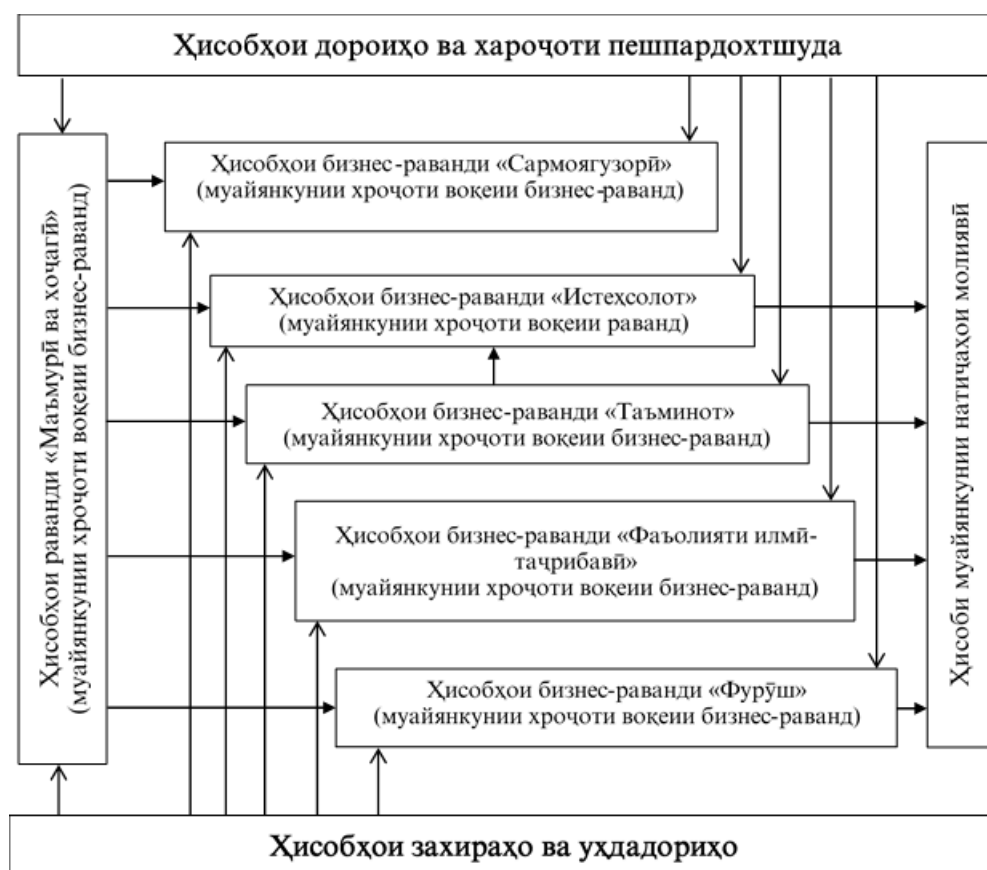 Ҳисобҳои дороиҳо ва хароҷоти пешпардохтшуда
Ҳисобҳои раванди «Маъмурӣ ва хоҷагӣ»
(муайянкунии хроҷоти воқеии бизнес-раванд)
Ҳисобҳои бизнес-раванди «Сармоягузорӣ»
(муайянкунии хроҷоти воқеии бизнес-раванд)
Ҳисобҳои бизнес-раванди «Истеҳсолот»
(муайянкунии хроҷоти воқеии раванд)
Ҳисобҳои бизнес-раванди «Таъминот»
(муайянкунии хроҷоти воқеии бизнес-раванд)
Ҳисобҳои бизнес-раванди «Фаъолияти илмӣ-
таҷрибавӣ»
(муайянкунии хроҷоти воқеии бизнес-раванд)
Ҳисобҳои бизнес-раванди «Фурӯш»
(муайянкунии хроҷоти воқеии бизнес-раванд)
Ҳисоби муайянкунии натиҷаҳои молиявӣ
Ҳисобҳои захираҳо ва уҳдадориҳо